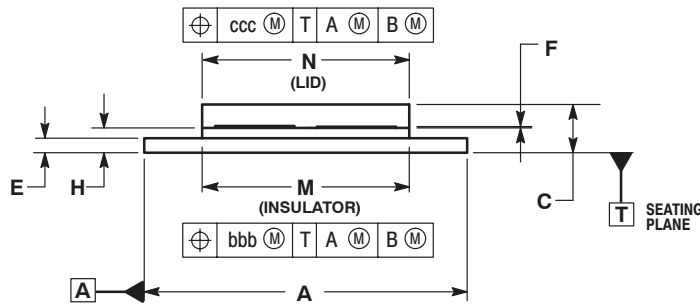 ⌖ ccc Ⓜ T A Ⓜ B Ⓜ
N
(LID)
F
E
H
M
(INSULATOR)
C
T SEATING
PLANE
⌖ bbb Ⓜ T A Ⓜ B Ⓜ
A
A